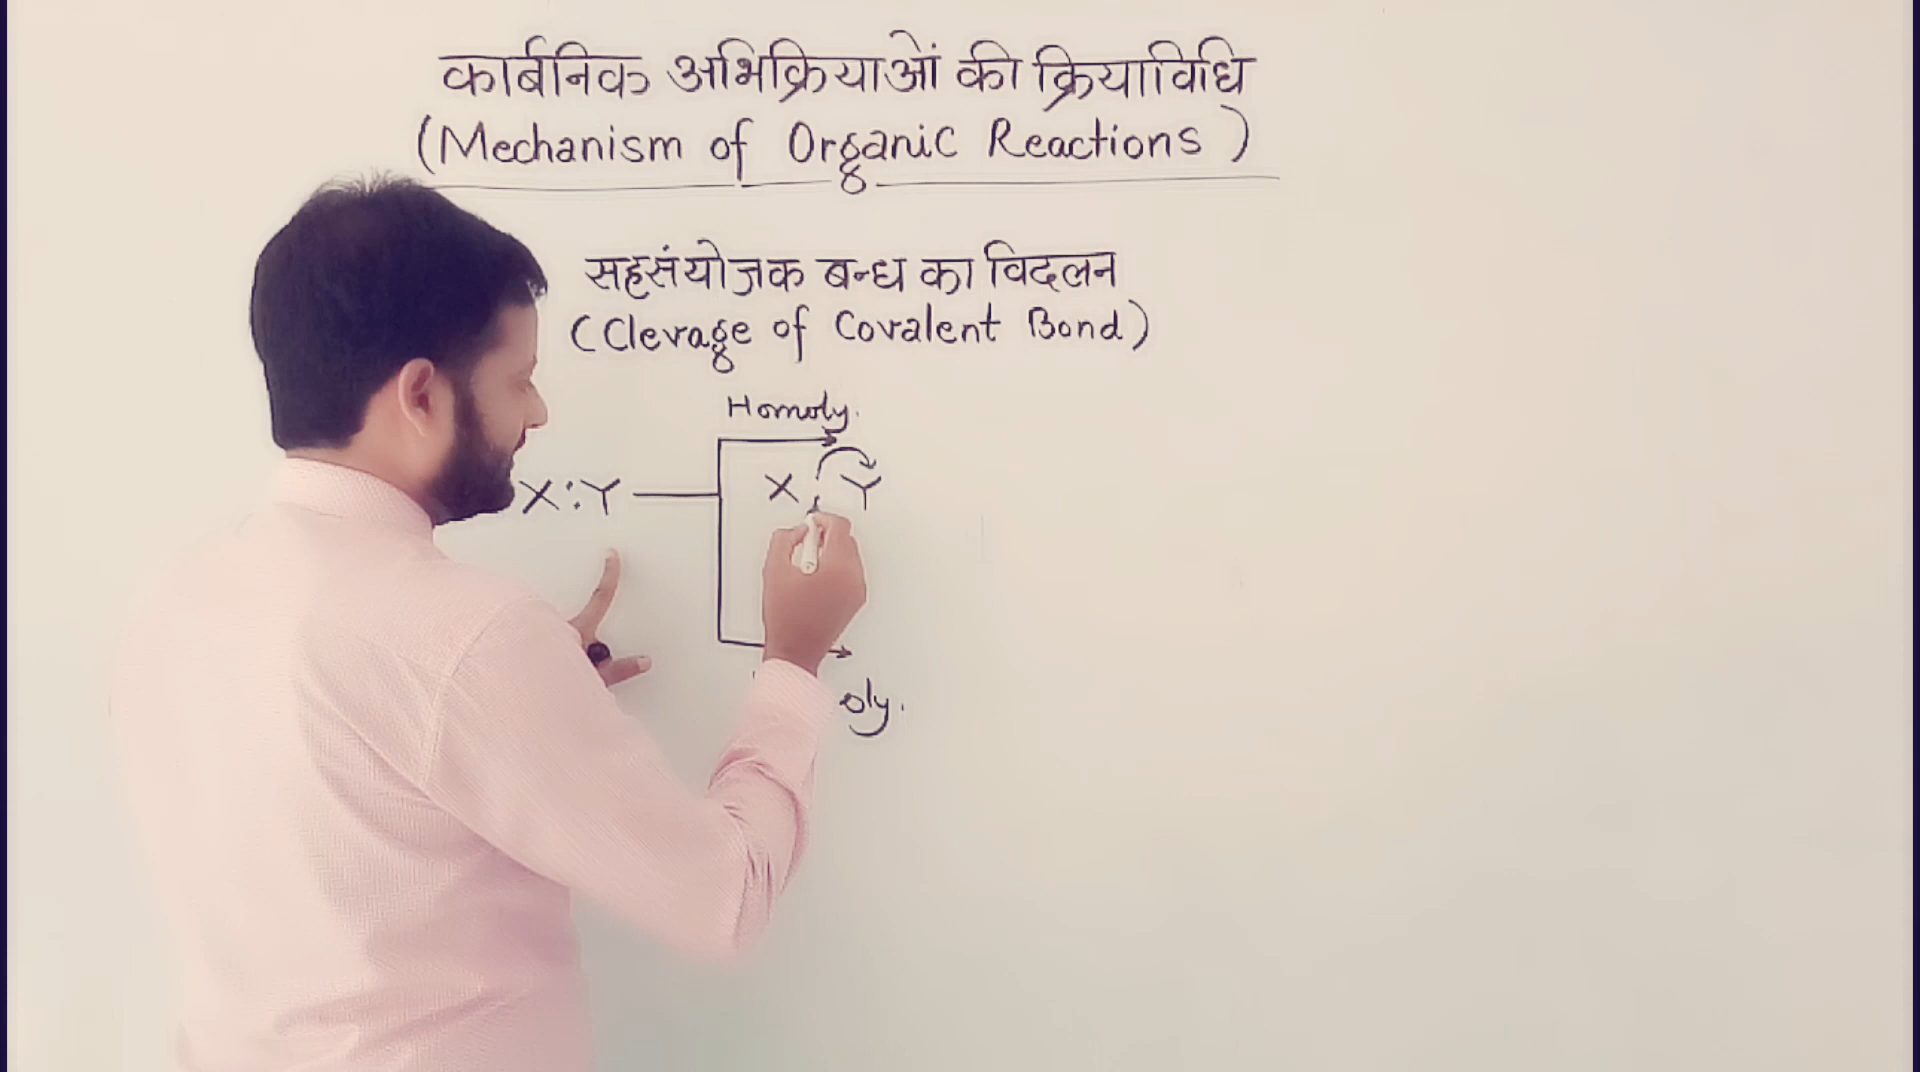 कार्बनिक अभिक्रियाओं की क्रियाविधि
(Mechanism of Organic Reactions)
सहसंयोजक बन्ध का विदलन
(Clevage of Covalent Bond)
Homoly.
X:Y
X Y
oly.